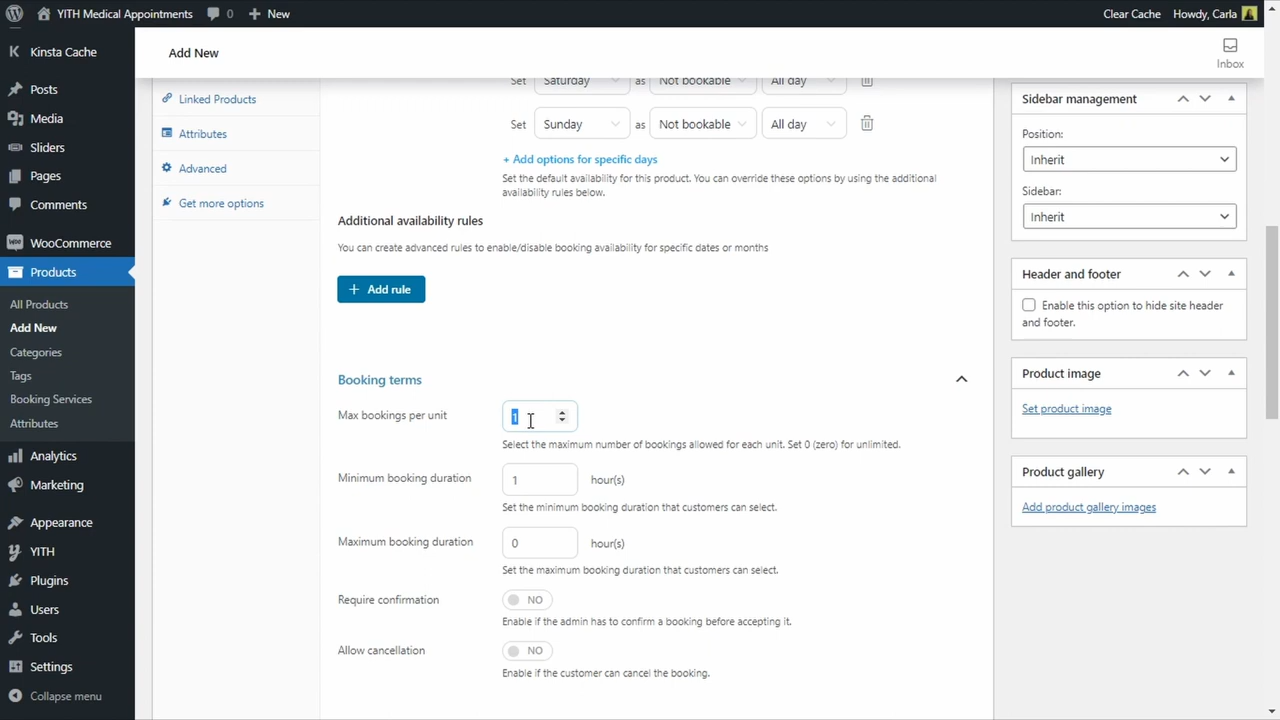 YITH Medical Appointments
0
New
Clear Cache
Howdy, Carla
Kinsta Cache
Posts
Media
Sliders
Pages
Comments
WooCommerce
Products
All Products
Add New
Categories
Tags
Booking Services
Attributes
Analytics
Marketing
Appearance
YITH
Plugins
Users
Tools
Settings
Collapse menu
Add New
Inbox
Linked Products
Attributes
Advanced
Get more options
Set Saturday as Not bookable All day
Set Sunday as Not bookable All day
+ Add options for specific days
Set the default availability for this product. You can override these options by using the additional
availability rules below.
Additional availability rules
You can create advanced rules to enable/disable booking availability for specific dates or months
+ Add rule
Booking terms
Max bookings per unit
1
Select the maximum number of bookings allowed for each unit. Set 0 (zero) for unlimited.
Minimum booking duration
1 hour(s)
Set the minimum booking duration that customers can select.
Maximum booking duration
0 hour(s)
Set the maximum booking duration that customers can select.
Require confirmation
NO
Enable if the admin has to confirm a booking before accepting it.
Allow cancellation
NO
Enable if the customer can cancel the booking.
Sidebar management
Position:
Inherit
Sidebar:
Inherit
Header and footer
Enable this option to hide site header
and footer.
Product image
Set product image
Product gallery
Add product gallery images